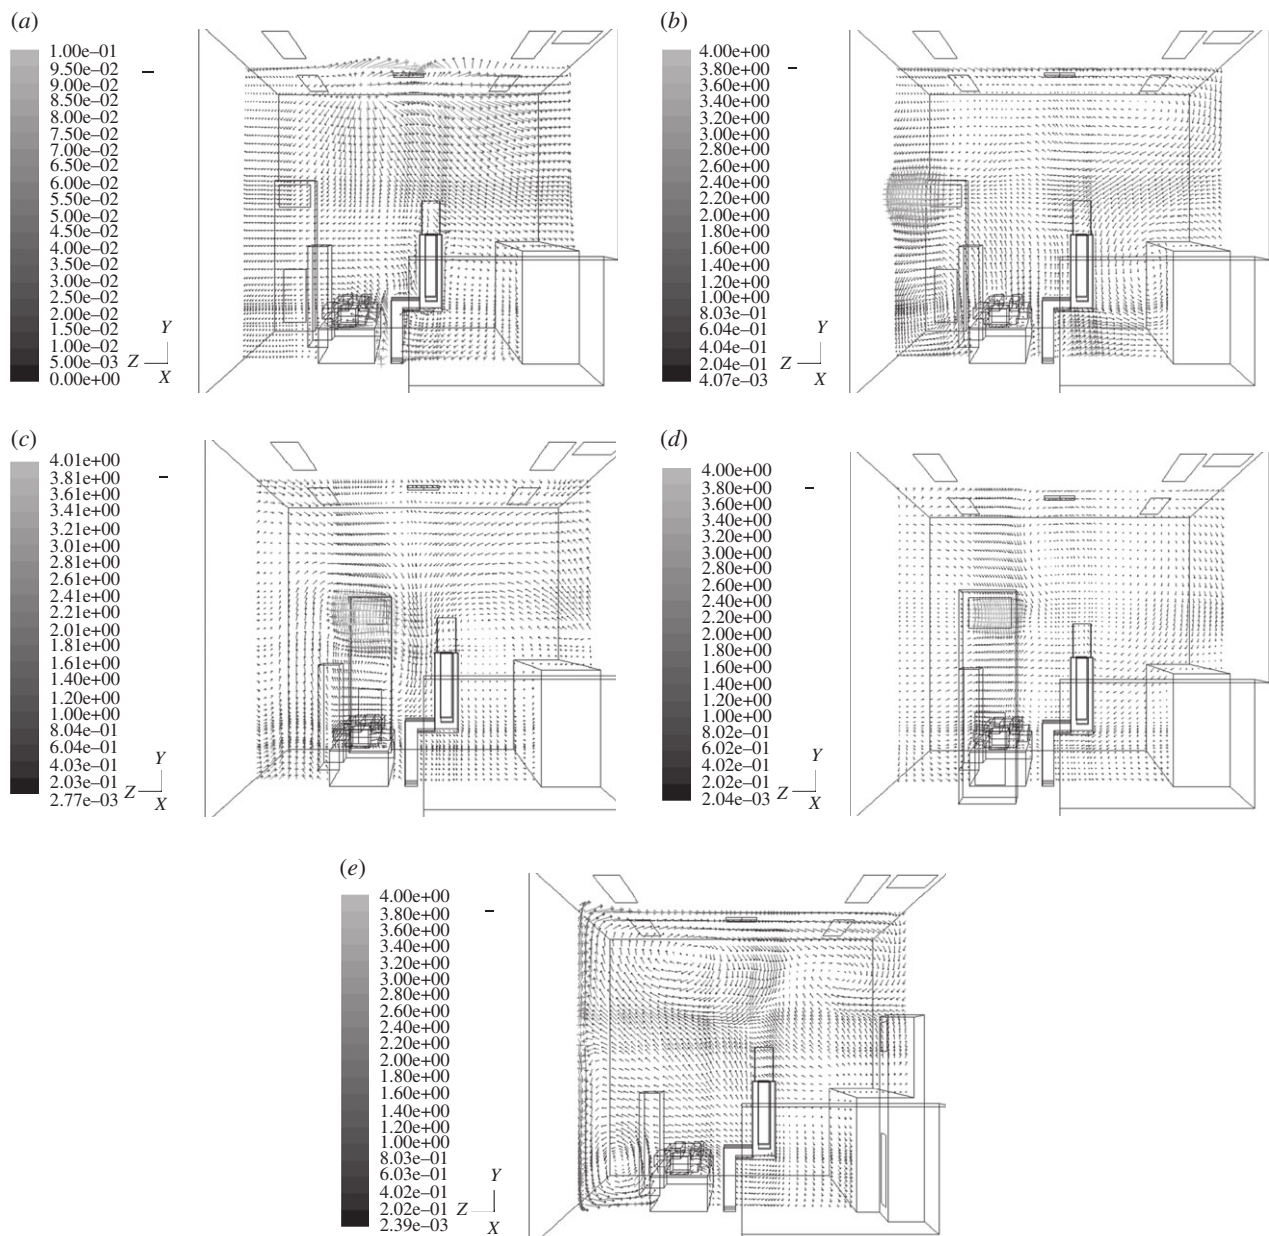 (a)
1.00e–01
9.50e–02
9.00e–02
8.50e–02
8.00e–02
7.50e–02
7.00e–02
6.50e–02
6.00e–02
5.50e–02
5.00e–02
4.50e–02
4.00e–02
3.50e–02
3.00e–02
2.50e–02
2.00e–02
1.50e–02
1.00e–02
5.00e–03
0.00e+00
Y
Z
X
(b)
4.00e+00
3.80e+00
3.60e+00
3.40e+00
3.20e+00
3.00e+00
2.80e+00
2.60e+00
2.40e+00
2.20e+00
2.00e+00
1.80e+00
1.60e+00
1.40e+00
1.20e+00
1.00e+00
8.03e–01
6.04e–01
4.04e–01
2.04e–01
4.07e–03
Y
Z
X
(c)
4.01e+00
3.81e+00
3.61e+00
3.41e+00
3.21e+00
3.01e+00
2.81e+00
2.61e+00
2.41e+00
2.21e+00
2.01e+00
1.81e+00
1.61e+00
1.40e+00
1.20e+00
1.00e+00
8.04e–01
6.04e–01
4.03e–01
2.03e–01
2.77e–03
Y
Z
X
(d)
4.00e+00
3.80e+00
3.60e+00
3.40e+00
3.20e+00
3.00e+00
2.80e+00
2.60e+00
2.40e+00
2.20e+00
2.00e+00
1.80e+00
1.60e+00
1.40e+00
1.20e+00
1.00e+00
8.02e–01
6.02e–01
4.02e–01
2.02e–01
2.04e–03
Y
Z
X
(e)
4.00e+00
3.80e+00
3.60e+00
3.40e+00
3.20e+00
3.00e+00
2.80e+00
2.60e+00
2.40e+00
2.20e+00
2.00e+00
1.80e+00
1.60e+00
1.40e+00
1.20e+00
1.00e+00
8.03e–01
6.03e–01
4.02e–01
2.02e–01
2.39e–03
Y
Z
X